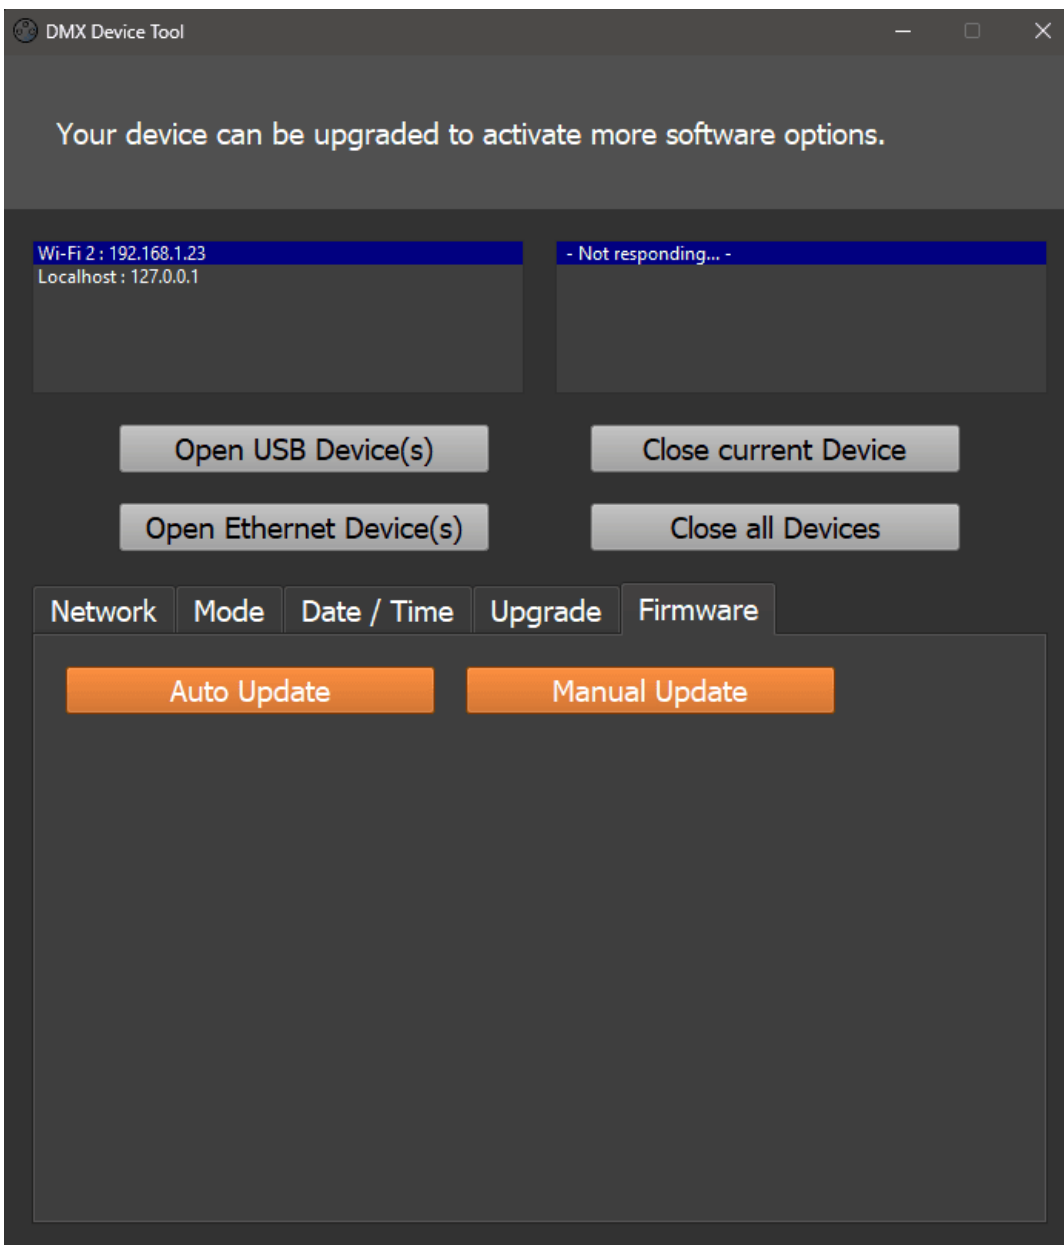 DMX Device Tool
Your device can be upgraded to activate more software options.
Wi-Fi 2 : 192.168.1.23
Localhost : 127.0.0.1
- Not responding... -
Open USB Device(s)
Close current Device
Open Ethernet Device(s)
Close all Devices
Network
Mode
Date / Time
Upgrade
Firmware
Auto Update
Manual Update